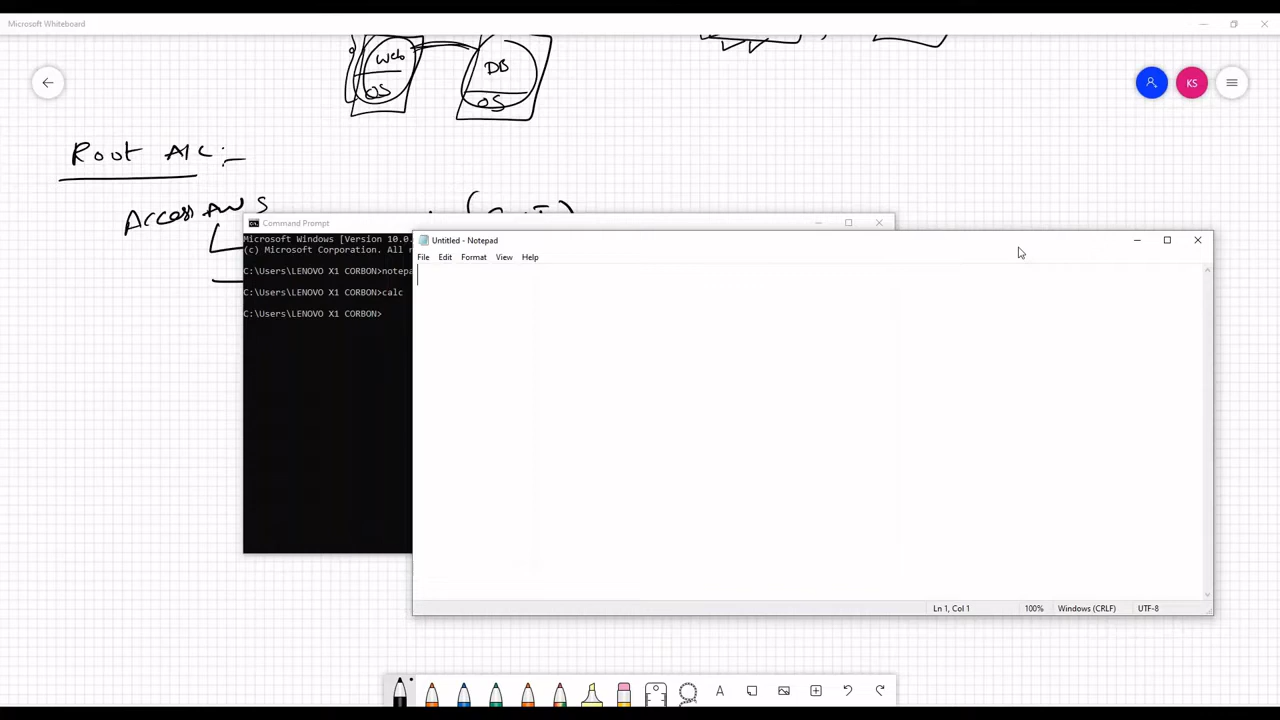 Microsoft Whiteboard
Web
OS
DB
OS
KS
Root A/C :-
Access AWS
Command Prompt
Microsoft Windows [Version 10.0.
(c) Microsoft Corporation. All
C:\Users\LENOVO X1 CORBON>notepa
C:\Users\LENOVO X1 CORBON>calc
C:\Users\LENOVO X1 CORBON>
Untitled - Notepad
File Edit Format View Help
Ln 1, Col 1 100% Windows (CRLF) UTF-8
A